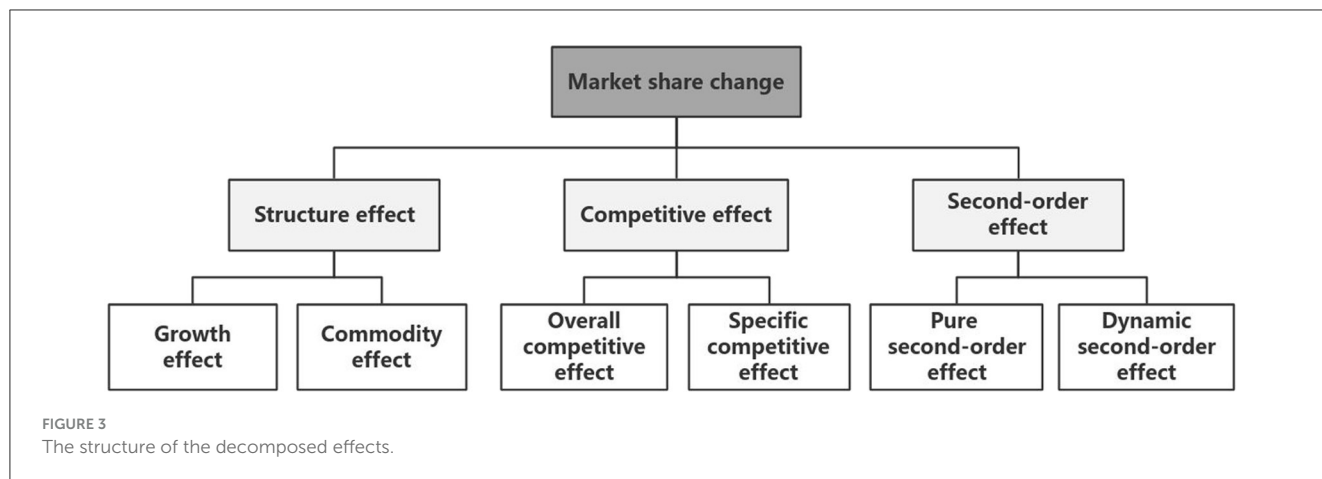 Market share change
Structure effect
Competitive effect
Second-order
effect
Growth
effect
Commodity
effect
Overall
competitive
effect
Specific
competitive
effect
Pure
second-order
effect
Dynamic
second-order
effect
FIGURE 3
The structure of the decomposed effects.